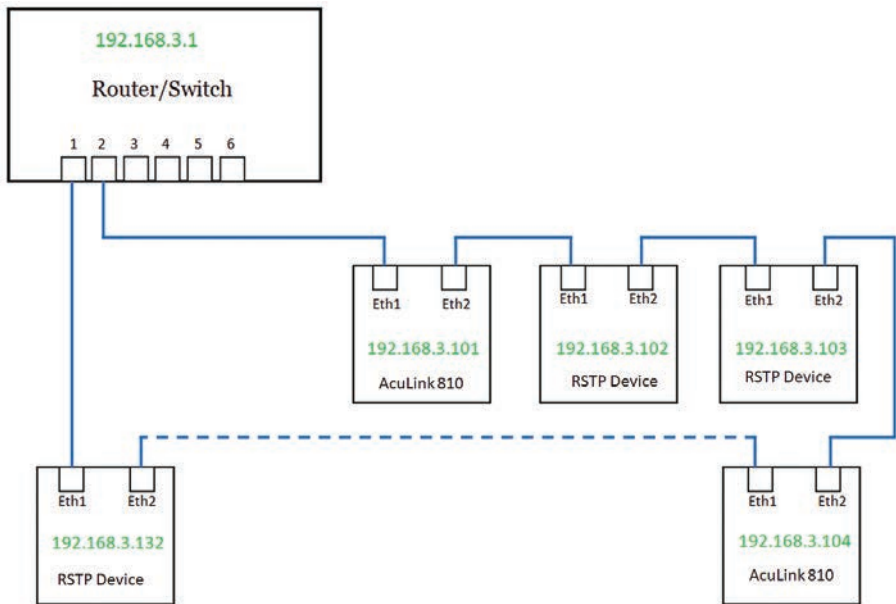 192.168.3.1
Router/Switch
1 2 3 4 5 6
Eth1 Eth2
192.168.3.101
AcuLink 810
Eth1 Eth2
192.168.3.102
RSTP Device
Eth1 Eth2
192.168.3.103
RSTP Device
Eth1 Eth2
192.168.3.132
RSTP Device
Eth1 Eth2
192.168.3.104
AcuLink 810